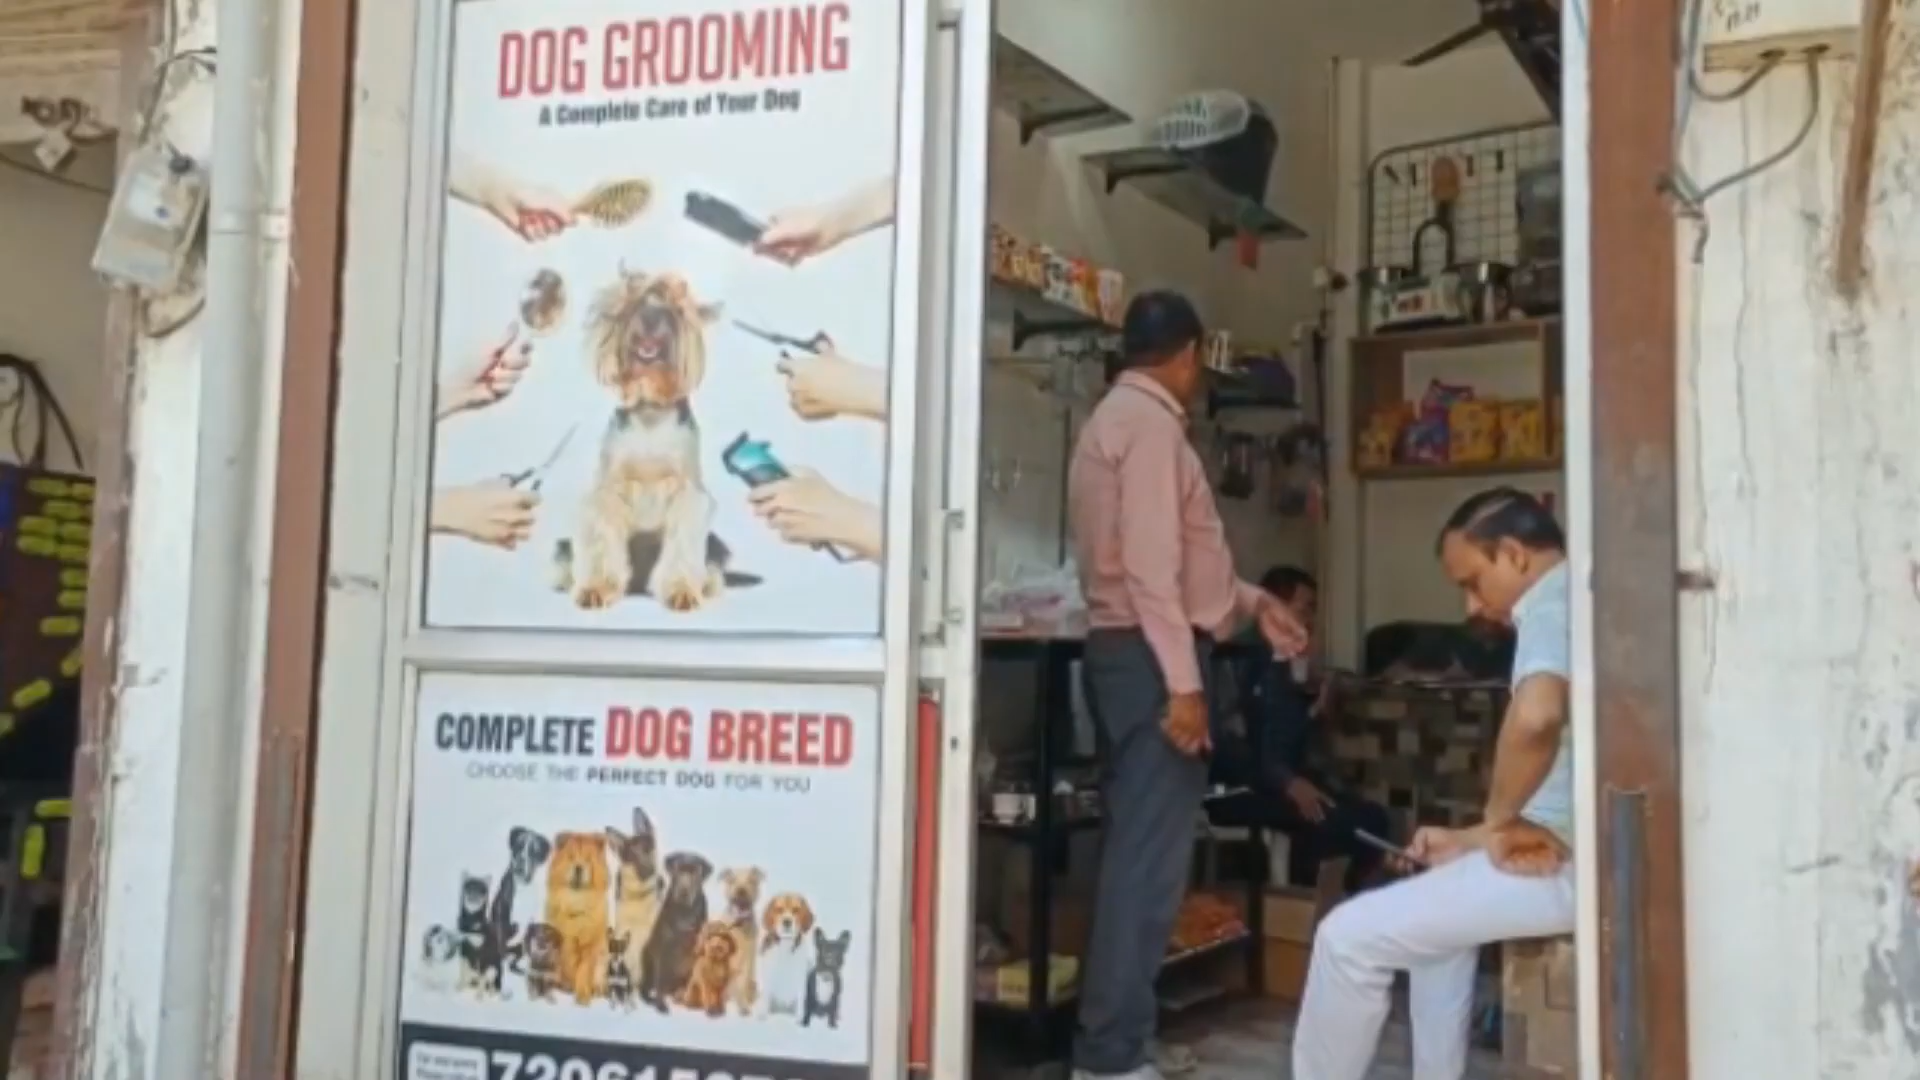 DOG GROOMING
A Complete Care of Your Dog
COMPLETE DOG BREED
CHOOSE THE PERFECT DOG FOR YOU